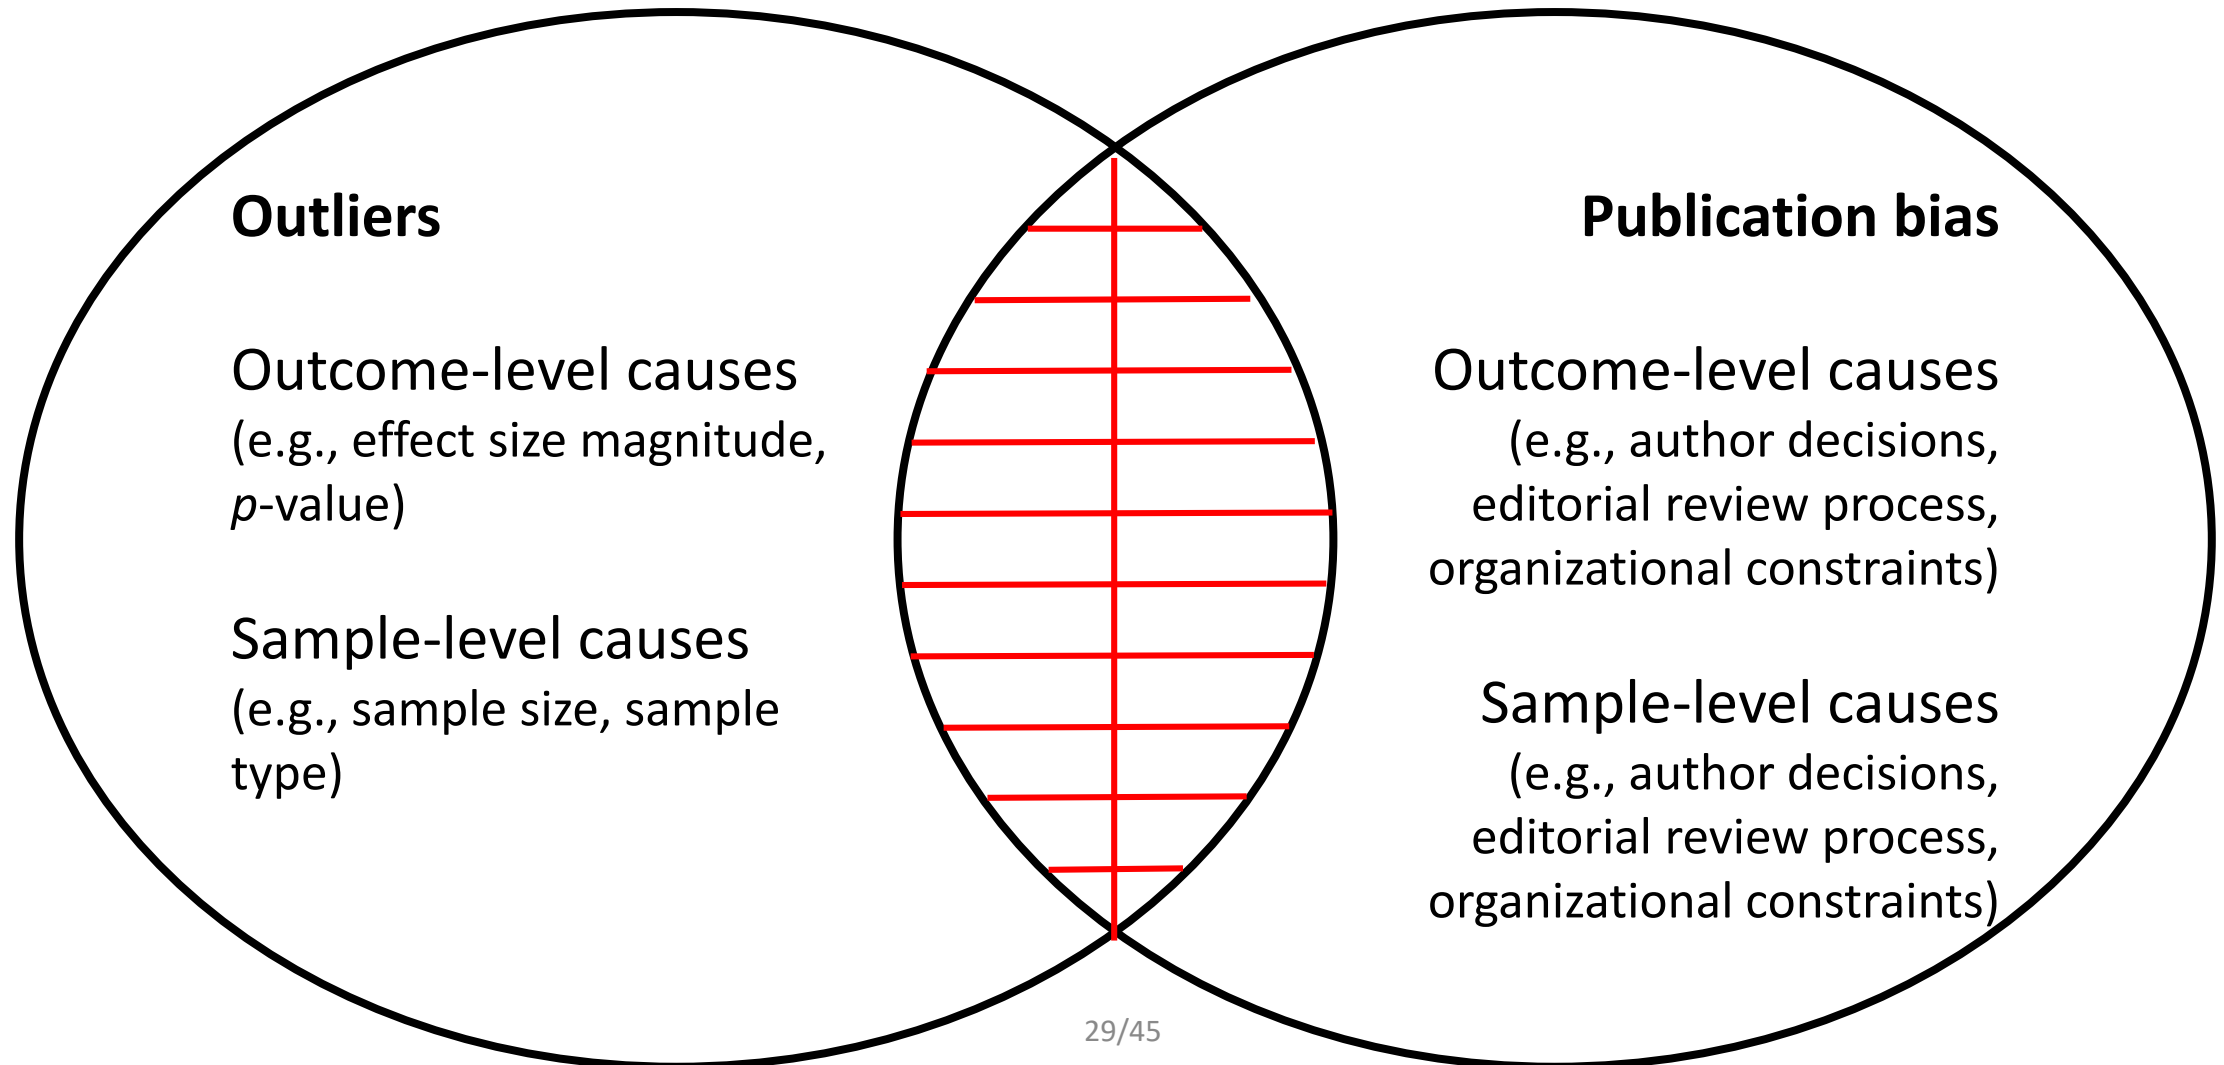 Outliers
Outcome-level causes
(e.g., effect size magnitude,
p-value)
Sample-level causes
(e.g., sample size, sample
type)
Publication bias
Outcome-level causes
(e.g., author decisions,
editorial review process,
organizational constraints)
Sample-level causes
(e.g., author decisions,
editorial review process,
organizational constraints)
29/45